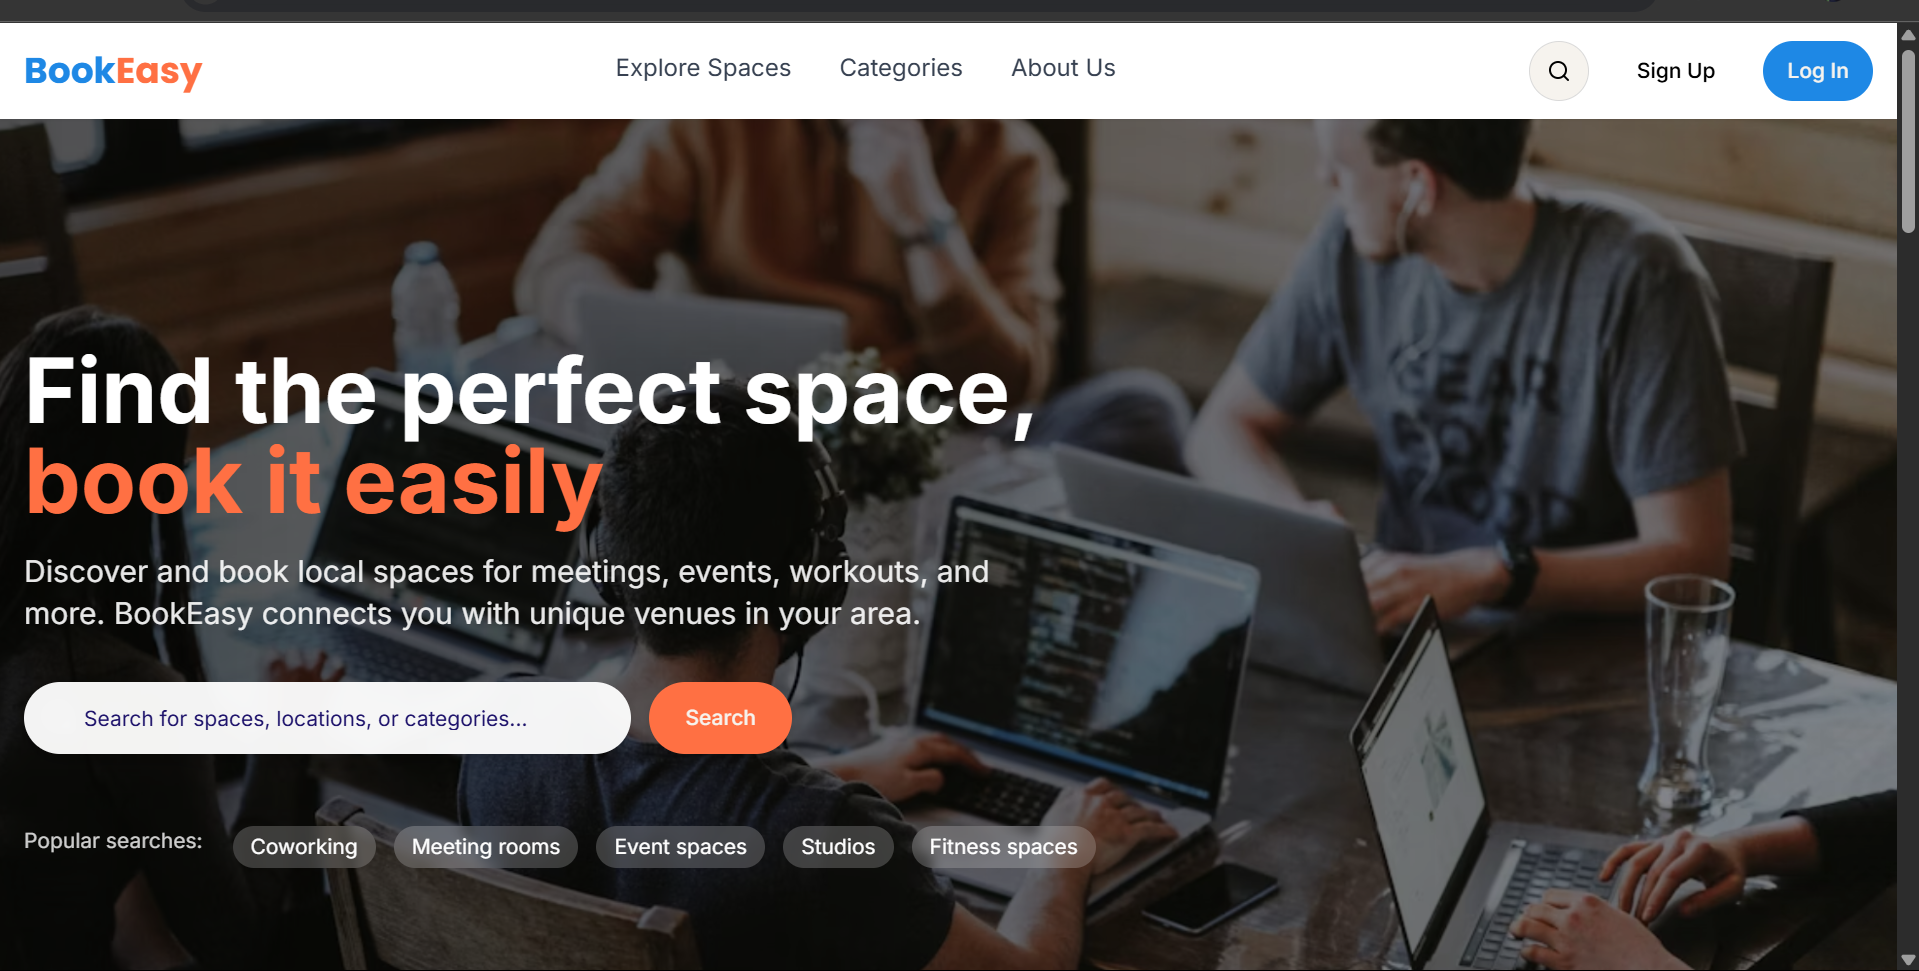 BookEasy
Explore Spaces
Categories
About Us
Sign Up
Log In
Find the perfect space,
book it easily
Discover and book local spaces for meetings, events, workouts, and
more. BookEasy connects you with unique venues in your area.
Search for spaces, locations, or categories...
Search
Popular searches:
Coworking
Meeting rooms
Event spaces
Studios
Fitness spaces